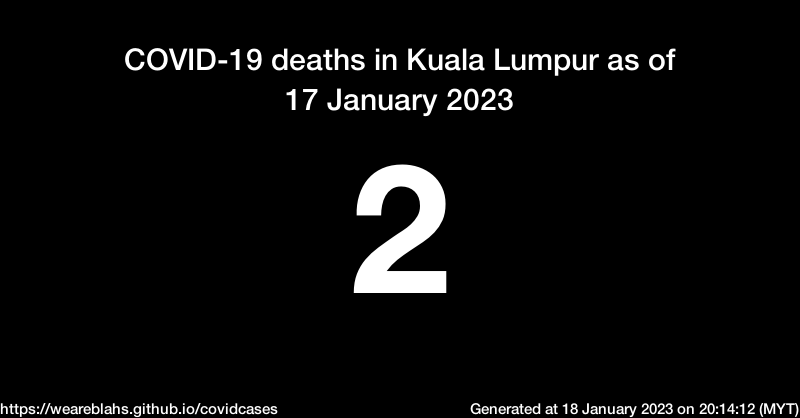 COVID-19 deaths in Kuala Lumpur as of
17 January 2023
2
https://weareblahs.github.io/covidcases
Generated at 18 January 2023 on 20:14:12 (MYT)